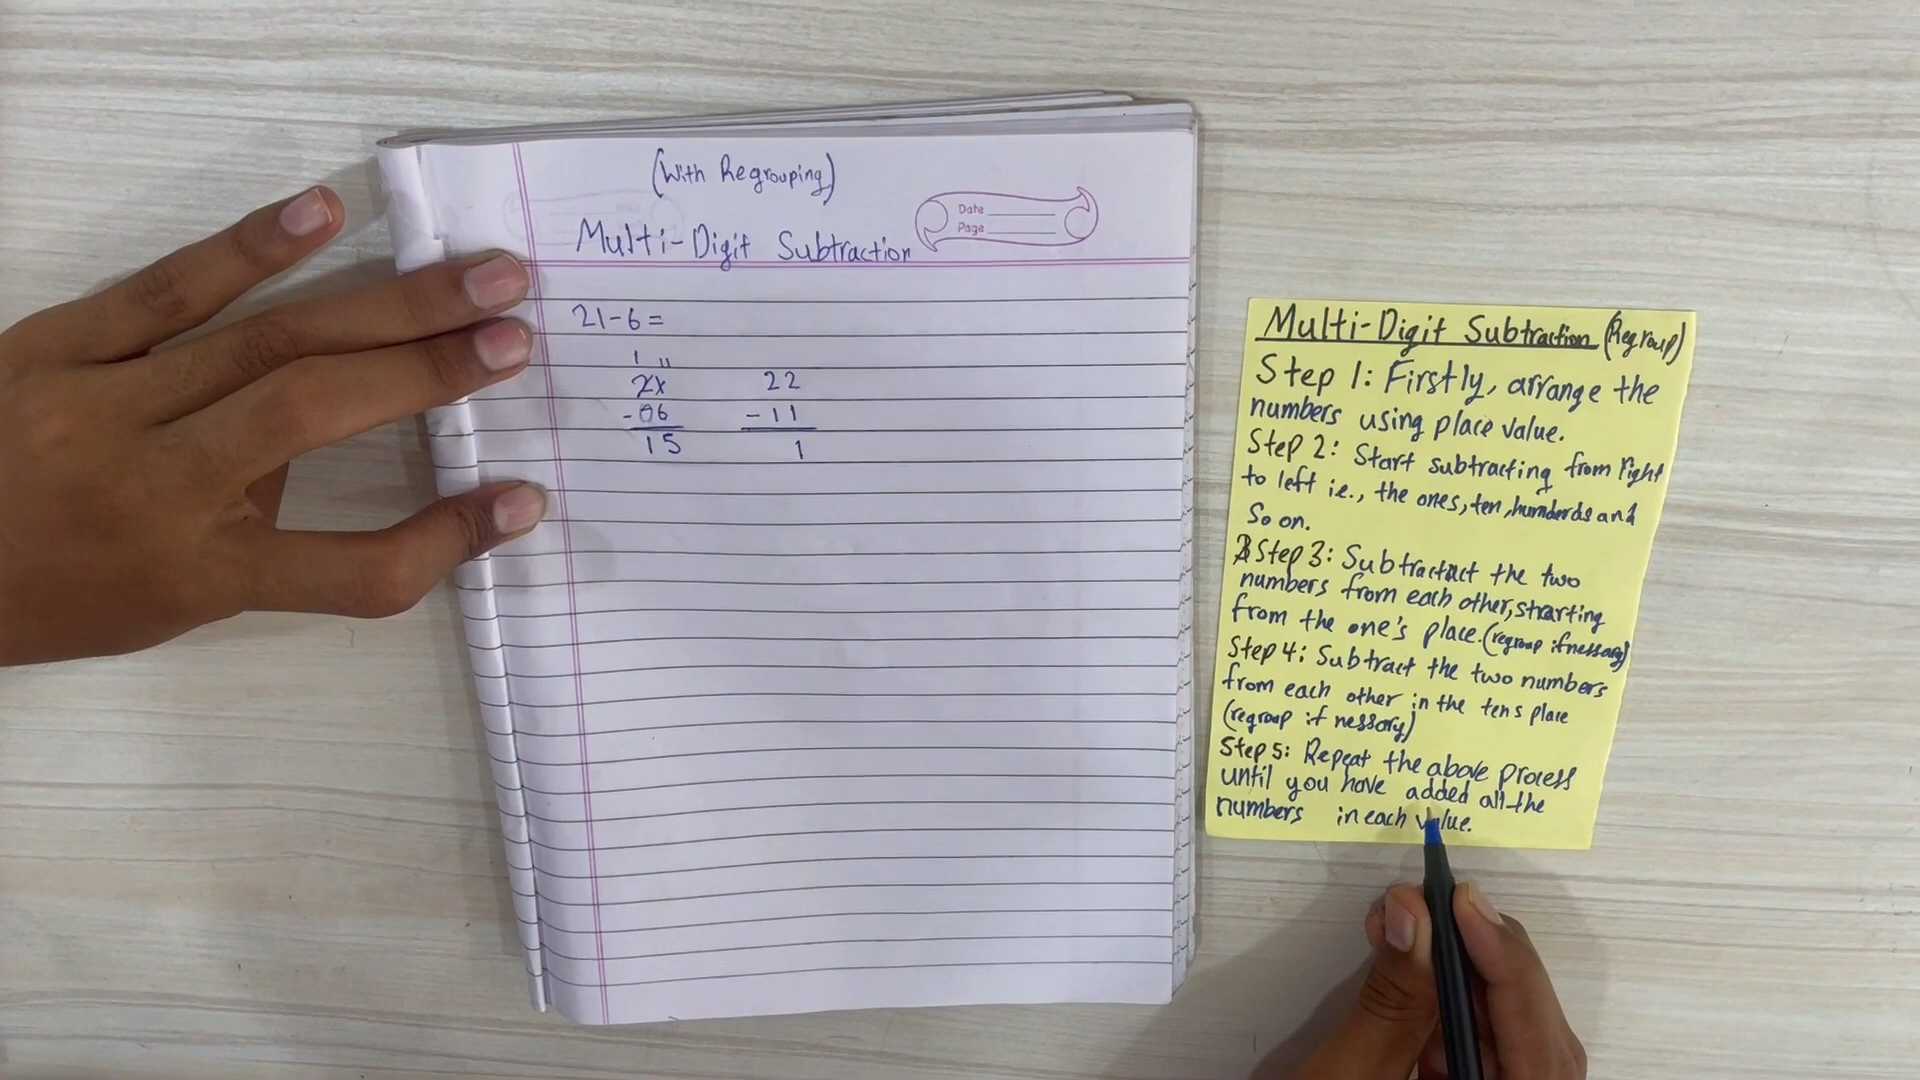 (With Regrouping)
Date
Page
Multi-Digit Subtraction
21-6=
1 11
21 22
-06 -11
15 1
Multi-Digit Subtraction (Regroup)
Step 1: Firstly, arrange the
numbers using place value.
Step 2: Start subtracting from right
to left i.e., the ones, ten, hunderds and
So on.
Step 3: Subtract the two
numbers from each other, starting
from the one's place. (regroup if nessary)
Step 4: Subtract the two numbers
from each other in the tens place
(regroup if nessary)
Step 5: Repeat the above process
until you have added all the
numbers in each value.